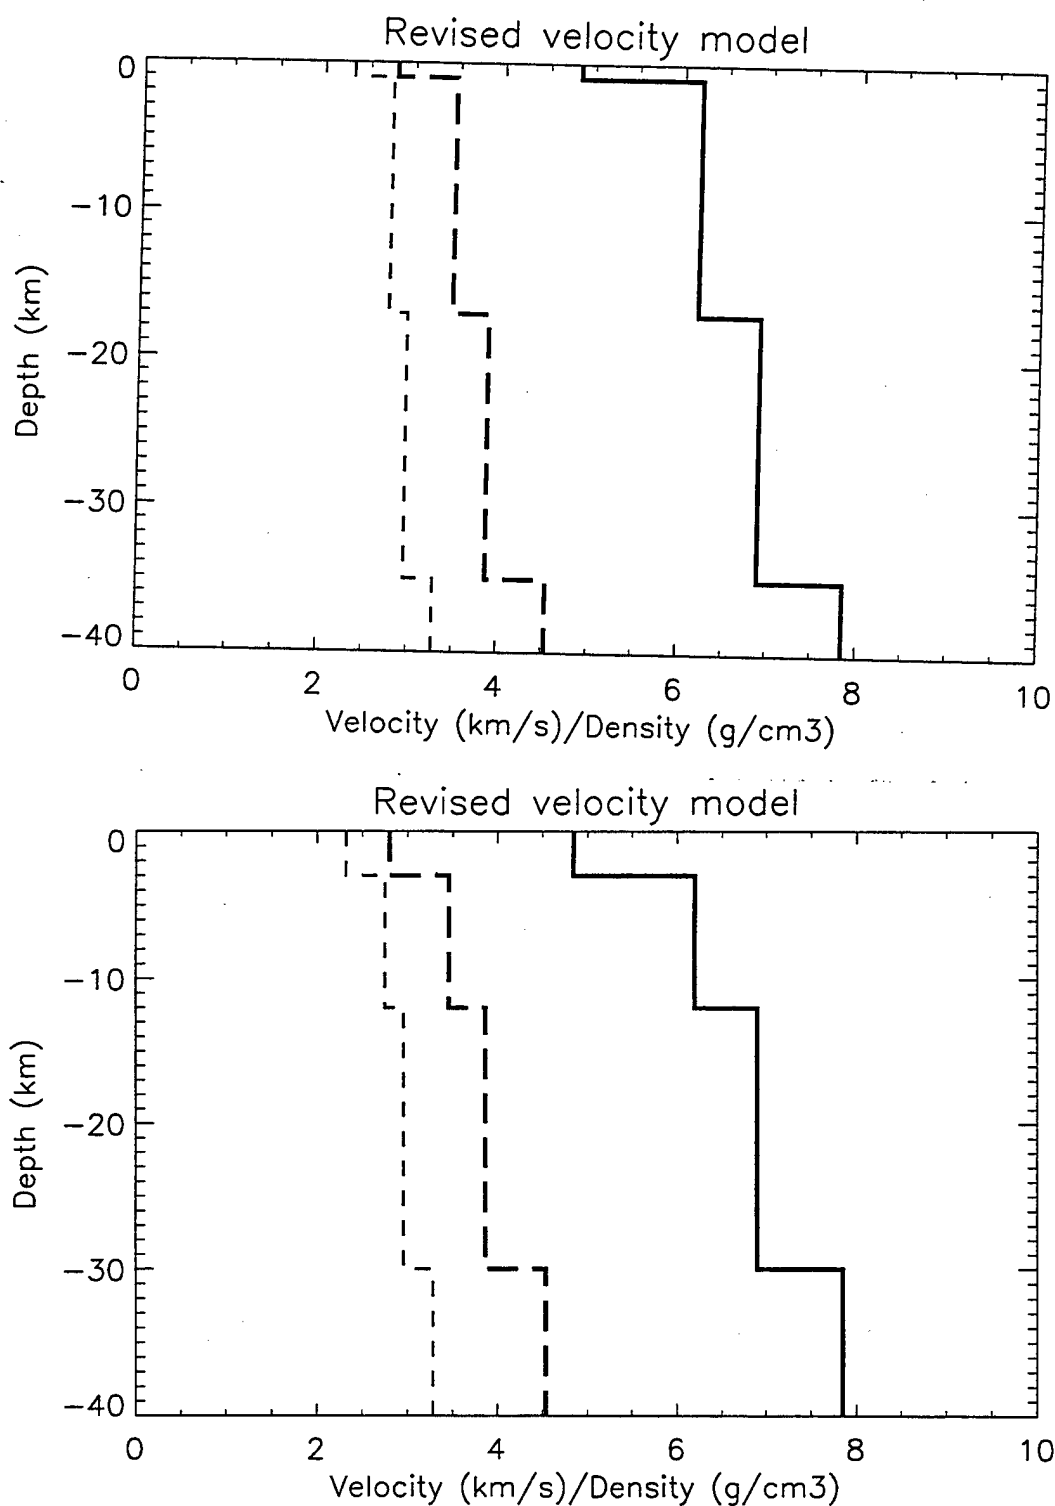 Revised velocity model
0
−10
−20
−30
−40
Depth (km)
0 2 4 6 8 10
Velocity (km/s)/Density (g/cm3)
Revised velocity model
0
−10
−20
−30
−40
Depth (km)
0 2 4 6 8 10
Velocity (km/s)/Density (g/cm3)